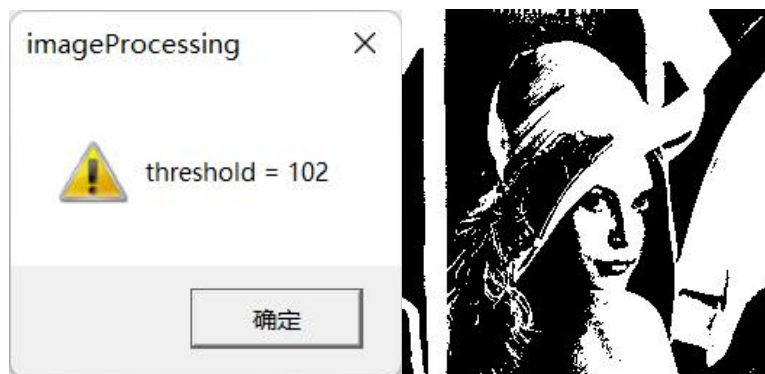 imageProcessing
threshold = 102
确定